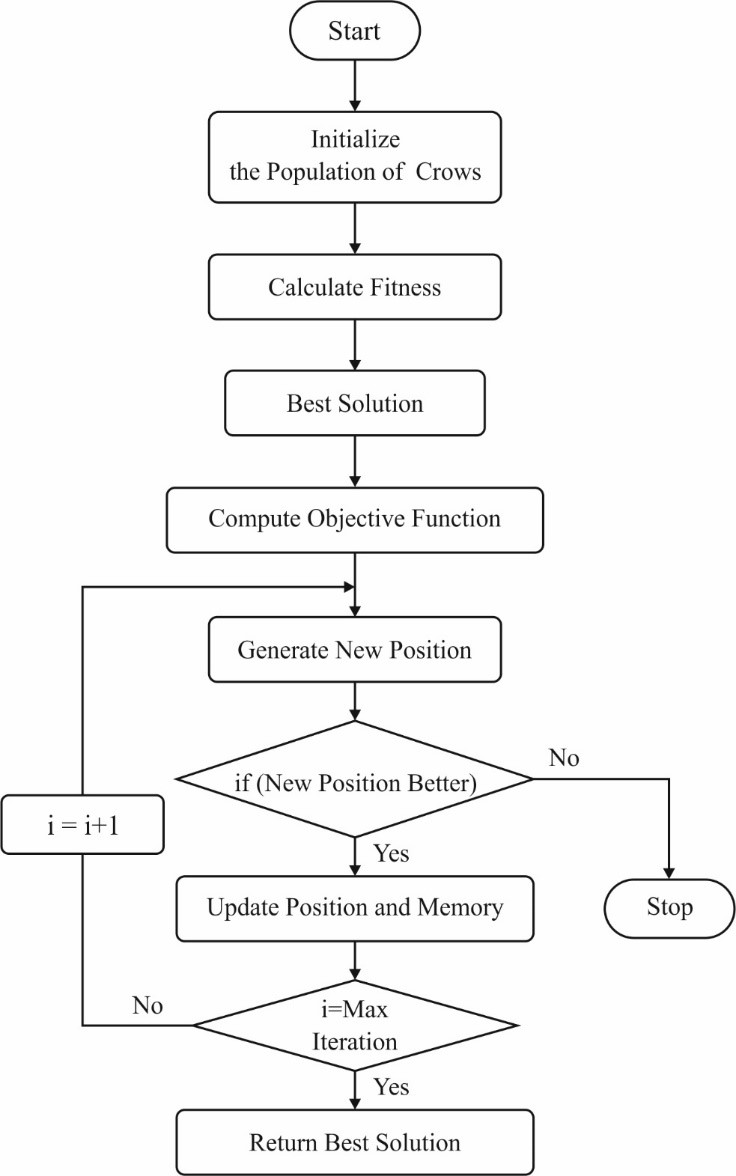 Start
Initialize
the Population of Crows
Calculate Fitness
Best Solution
Compute Objective Function
Generate New Position
if (New Position Better)
No
i = i+1
Yes
Update Position and Memory
Stop
No
i=Max
Iteration
Yes
Return Best Solution